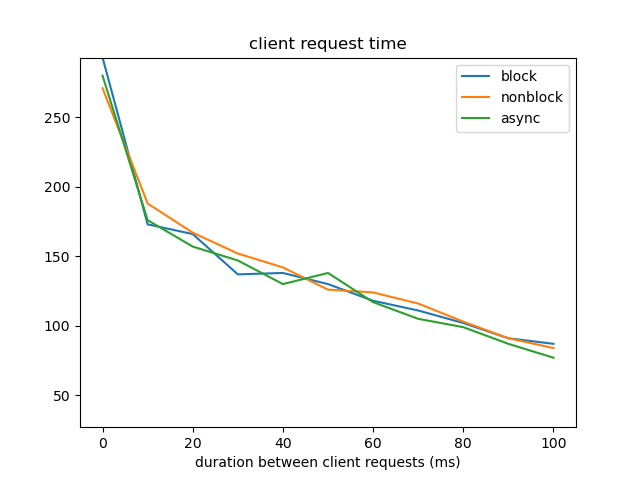 client request time
block
nonblock
async
250
200
150
100
50
0 20 40 60 80 100
duration between client requests (ms)